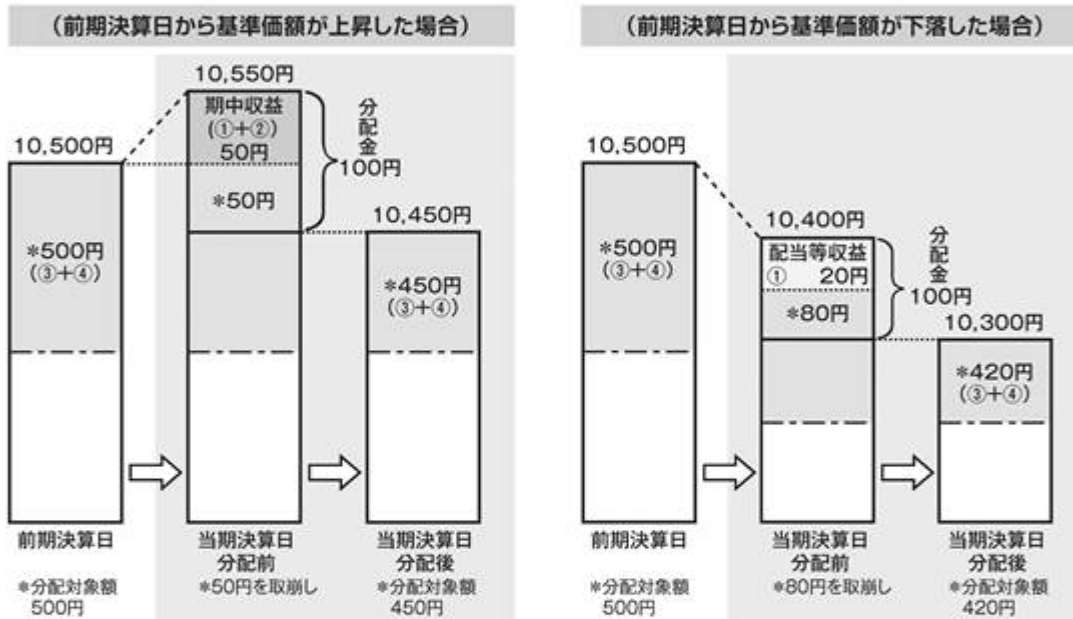 (前期決算日から基準価額が上昇した場合)
10,550円
期中収益
(①+②)
50円
*50円
分配金
100円
10,500円
*500円
(③+④)
10,450円
*450円
(③+④)
前期決算日
当期決算日
分配前
当期決算日
分配後
*分配対象額
500円
*50円を取崩し
*分配対象額
450円
(前期決算日から基準価額が下落した場合)
10,500円
*500円
(③+④)
10,400円
配当等収益
① 20円
*80円
分配金
100円
10,300円
*420円
(③+④)
前期決算日
当期決算日
分配前
当期決算日
分配後
*分配対象額
500円
*80円を取崩し
*分配対象額
420円